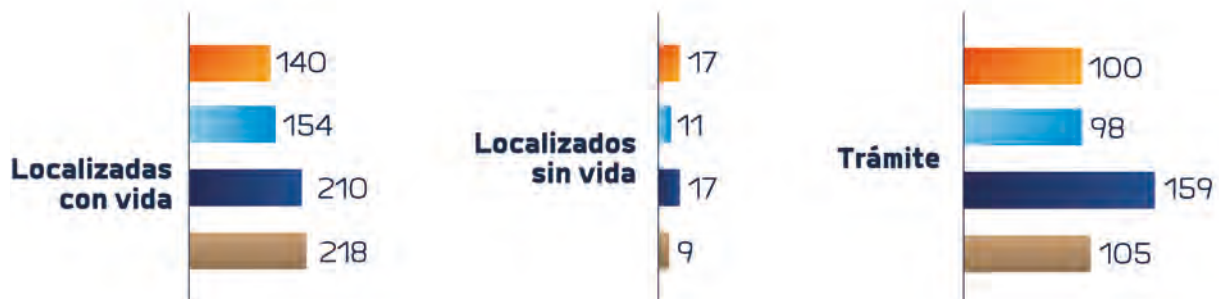 Localizadas
con vida
140
154
210
218
Localizados
sin vida
17
11
17
9
Trámite
100
98
159
105